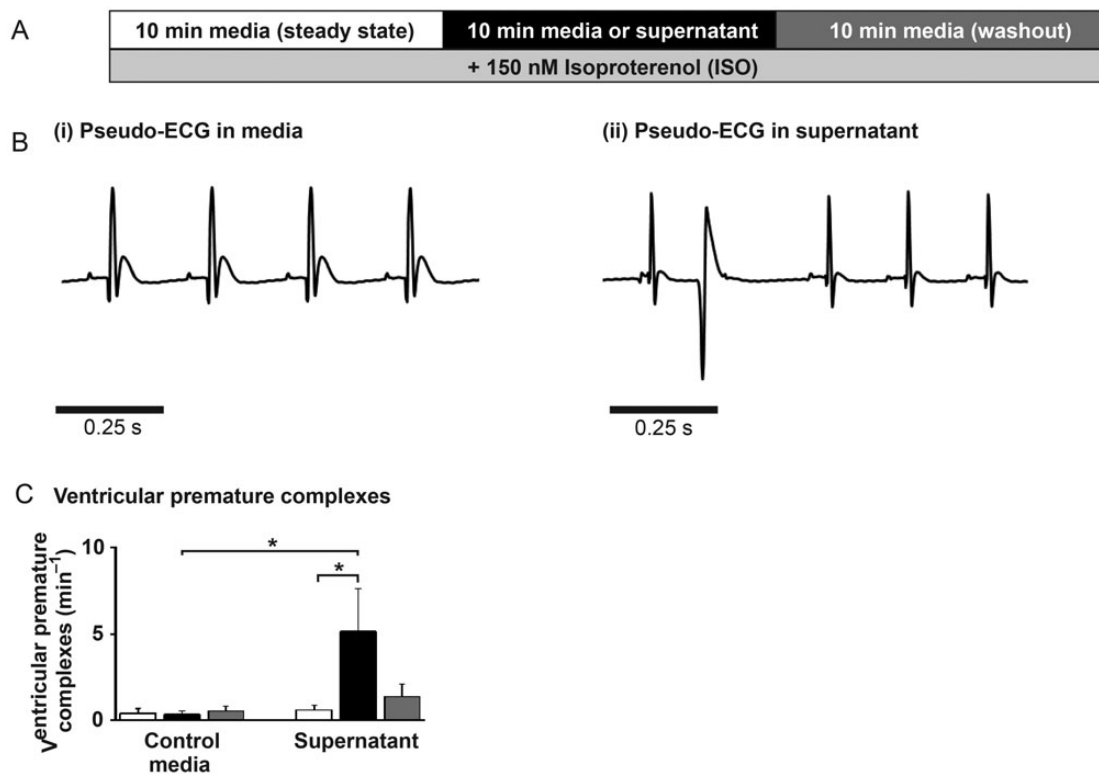 A
10 min media (steady state)
10 min media or supernatant
10 min media (washout)
+ 150 nM Isoproterenol (ISO)
B
(i) Pseudo-ECG in media
(ii) Pseudo-ECG in supernatant
0.25 s
0.25 s
C
Ventricular premature complexes
Ventricular premature
complexes (min⁻¹)
10
5
0
*
*
Control
media
Supernatant